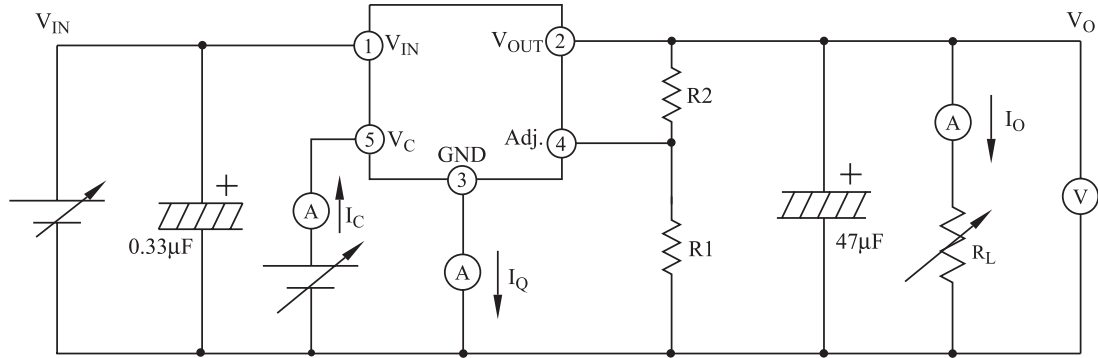 V_IN
V_O
1 V_IN
V_OUT 2
R2
A
I_O
5 V_C
Adj. 4
GND
3
A
I_C
+
0.33μF
A
I_Q
R1
+
47μF
R_L
V